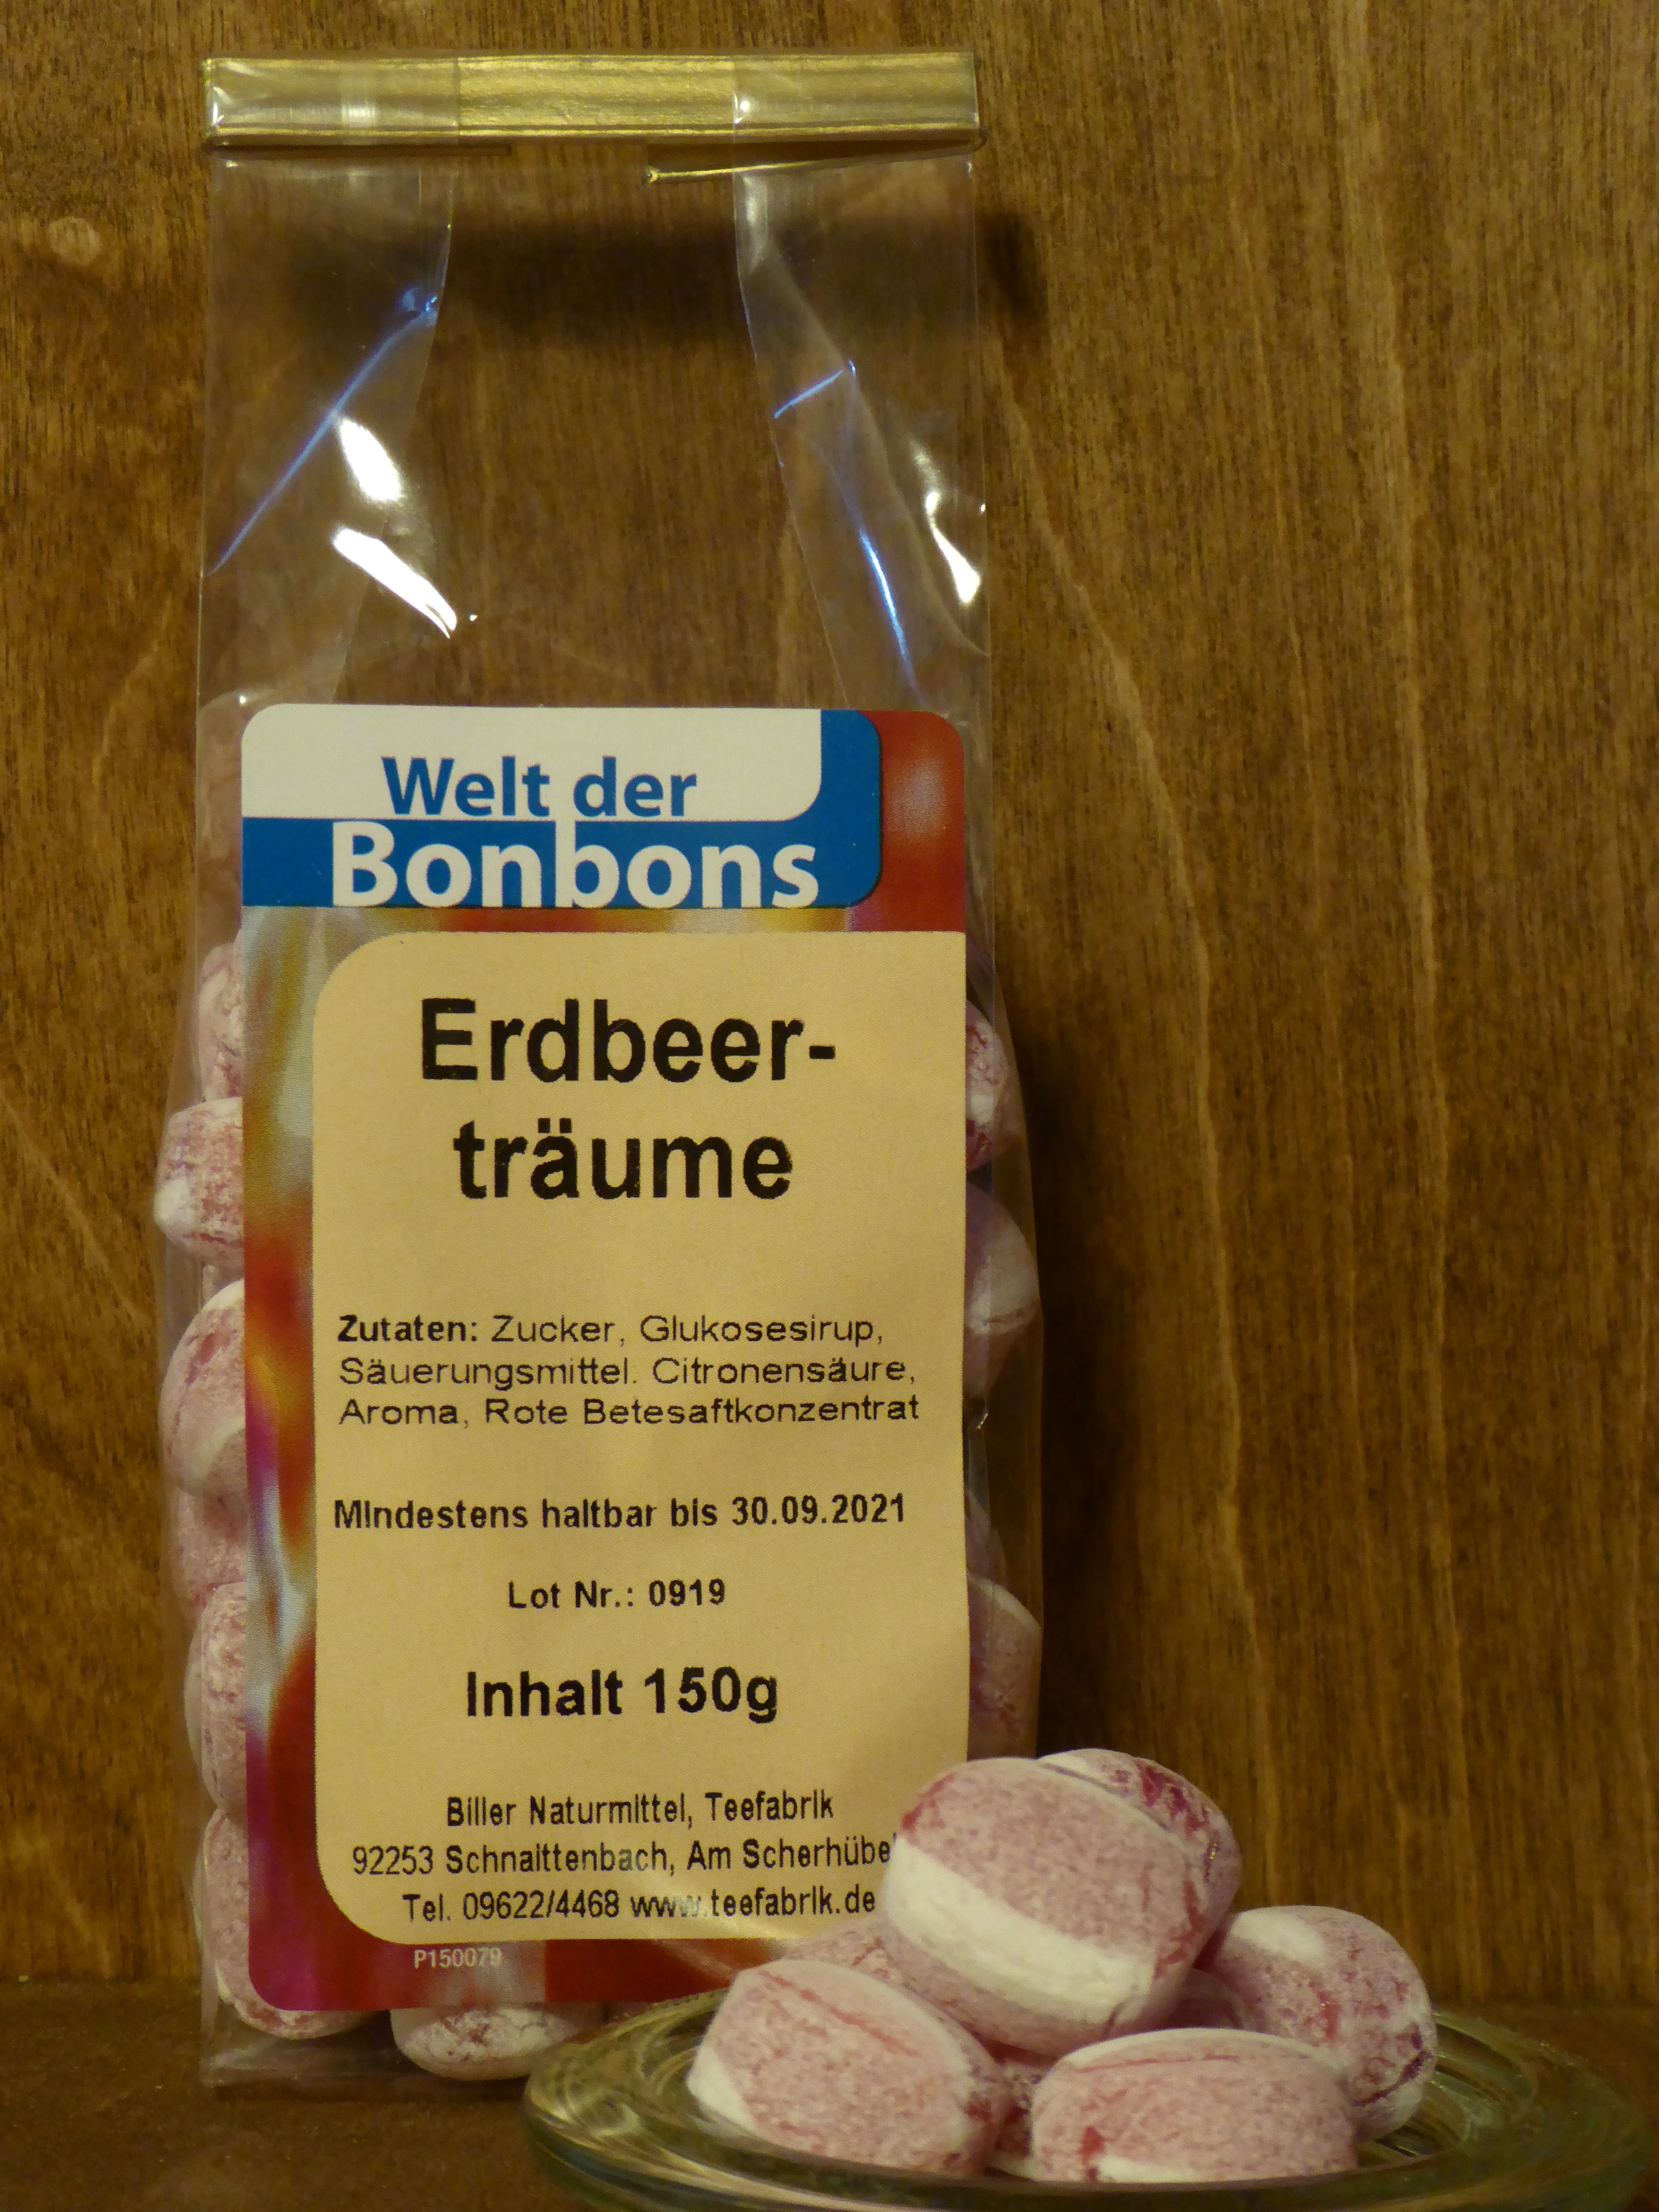 Welt der
Bonbons
Erdbeer-
träume
Zutaten: Zucker, Glukosesirup,
Säuerungsmittel. Citronensäure,
Aroma, Rote Betesaftkonzentrat
Mindestens haltbar bis 30.09.2021
Lot Nr.: 0919
Inhalt 150g
Biller Naturmittel, Teefabrik
92253 Schnaittenbach, Am
Tel. 09622/4468 www.teefabrik.de
P150079